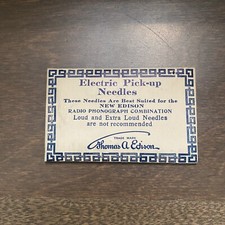 Electric Pick-up
Needles
These Needles Are Best Suited for the
NEW EDISON
RADIO PHONOGRAPH COMBINATION
Loud and Extra Loud Needles
are not recommended
TRADE MARK
Thomas A Edison